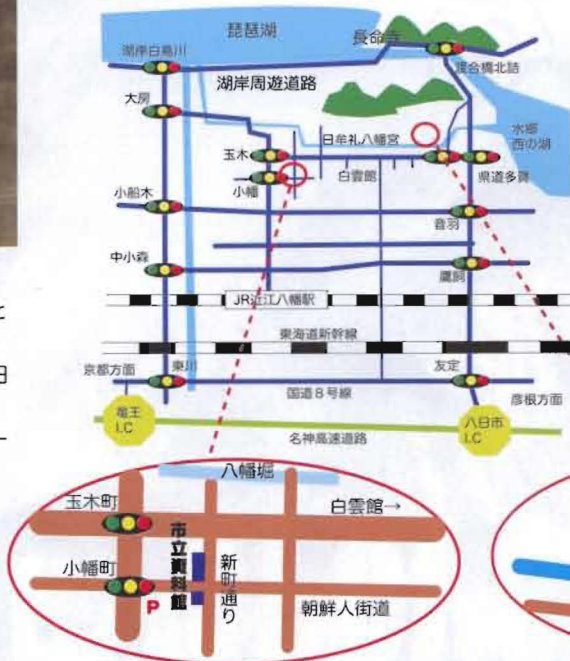 琵琶湖
長命寺
湖岸白鳥川
渡合橋北詰
湖岸周遊道路
大房
水郷
西の湖
日牟礼八幡宮
玉木
小幡
白雲館
県道多賀
小船木
音羽
中小森
鷹飼
JR近江八幡駅
東海道新幹線
京都方面
東川
友定
国道8号線
彦根方面
竜王
I.C
八日市
I.C
名神高速道路
八幡堀
玉木町
白雲館→
小幡町
市立資料館
新町通り
P
朝鮮人街道